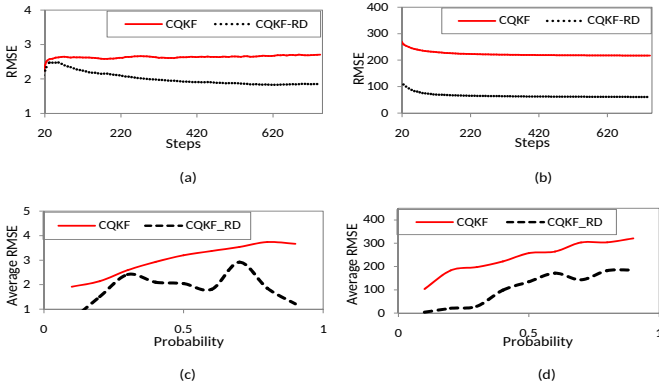 CQKF CQKF-RD
4
3
2
1
RMSE
20 220 420 620
Steps
(a)
CQKF CQKF-RD
400
300
200
100
0
RMSE
20 220 420 620
Steps
(b)
CQKF CQKF_RD
5
4
3
2
1
Average RMSE
0 0.5 1
Probability
(c)
CQKF CQKF_RD
400
300
200
100
0
Average RMSE
0 0.5 1
Probability
(d)